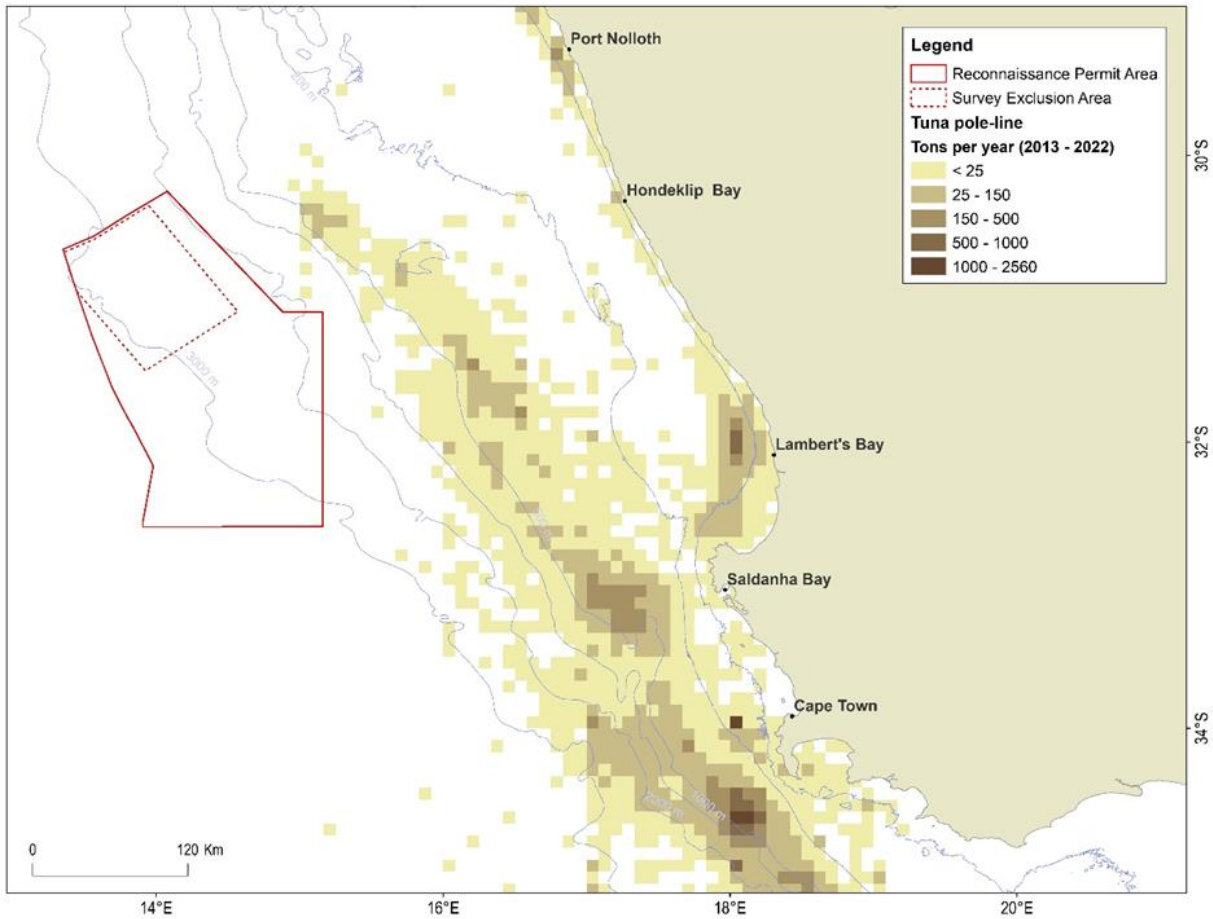 Port Nolloth
Legend
Reconnaissance Permit Area
Survey Exclusion Area
Tuna pole-line
Tons per year (2013 - 2022)
< 25
25 - 150
150 - 500
500 - 1000
1000 - 2560
30°S
Hondeklip Bay
3000 m
32°S
Lambert's Bay
Saldanha Bay
Cape Town
34°S
0
120 Km
14°E
16°E
18°E
20°E